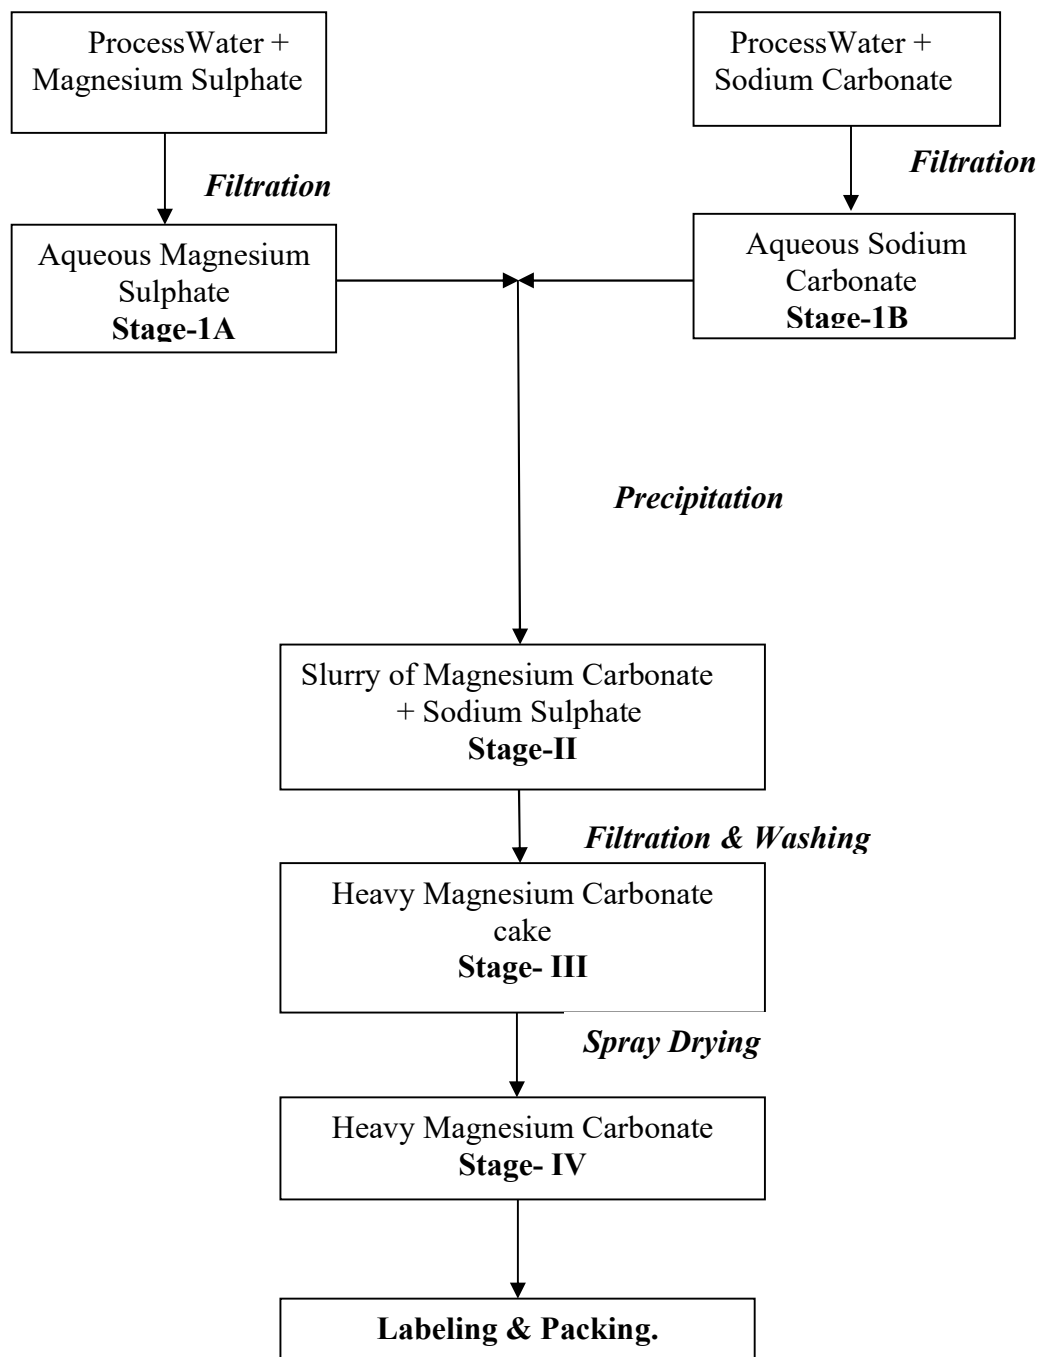 ProcessWater +
Magnesium Sulphate
ProcessWater +
Sodium Carbonate
Filtration
Filtration
Aqueous Magnesium
Sulphate
Stage-1A
Aqueous Sodium
Carbonate
Stage-1B
Precipitation
Slurry of Magnesium Carbonate
+ Sodium Sulphate
Stage-II
Filtration & Washing
Heavy Magnesium Carbonate
cake
Stage- III
Spray Drying
Heavy Magnesium Carbonate
Stage- IV
Labeling & Packing.